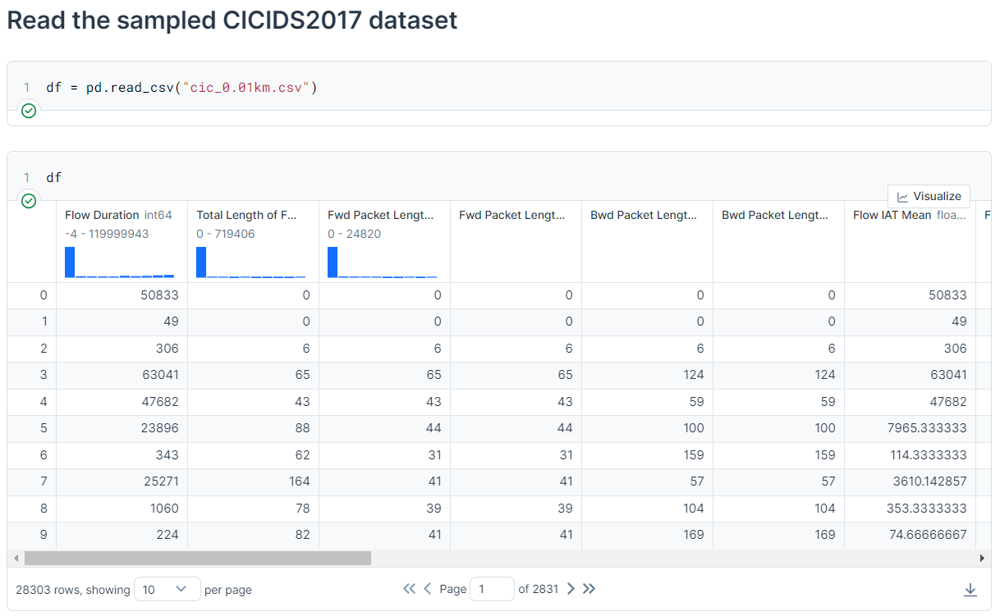 Read the sampled CICIDS2017 dataset
1 df = pd.read_csv("cic_0.01km.csv")
1 df
Visualize
Flow Duration int64 Total Length of F... Fwd Packet Lengt... Fwd Packet Lengt... Bwd Packet Lengt... Bwd Packet Lengt... Flow IAT Mean floa... F
-4 - 119999943 0 - 719406 0 - 24820
0 50833 0 0 0 0 0 50833
1 49 0 0 0 0 0 49
2 306 6 6 6 6 6 306
3 63041 65 65 65 124 124 63041
4 47682 43 43 43 59 59 47682
5 23896 88 44 44 100 100 7965.333333
6 343 62 31 31 159 159 114.3333333
7 25271 164 41 41 57 57 3610.142857
8 1060 78 39 39 104 104 353.3333333
9 224 82 41 41 169 169 74.66666667
28303 rows, showing 10 per page Page 1 of 2831